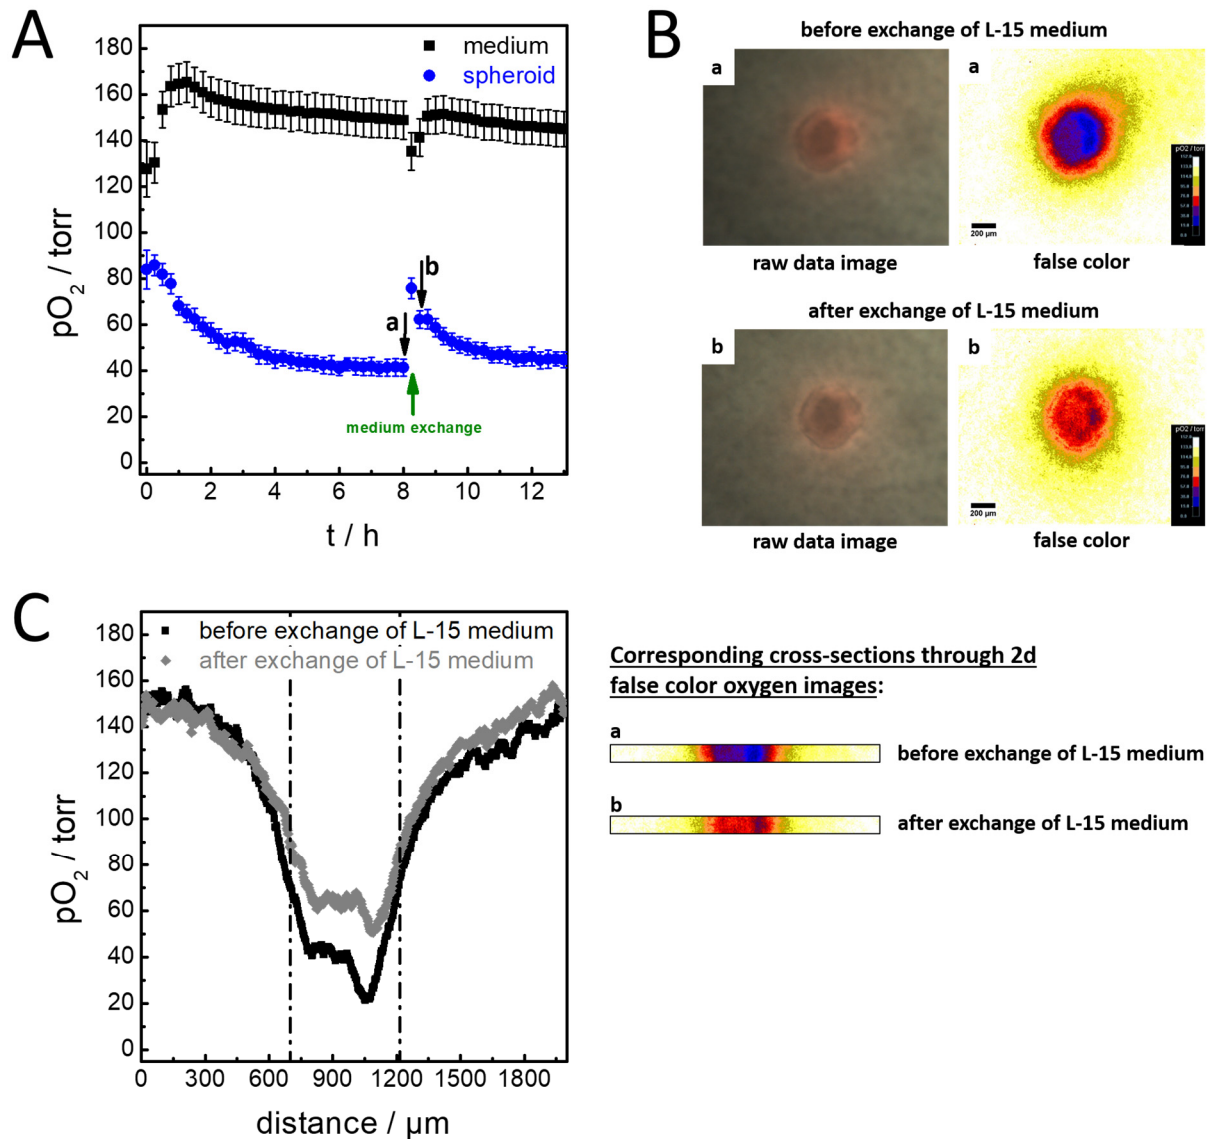 A
180
160
140
120
100
80
60
40
20
0
pO2 / torr
medium
spheroid
a
b
medium exchange
0 2 4 6 8 10 12
t / h
B
before exchange of L-15 medium
a
a
pO2 / torr
200 µm
raw data image
false color
after exchange of L-15 medium
b
b
pO2 / torr
200 µm
raw data image
false color
C
180
160
140
120
100
80
60
40
20
0
pO2 / torr
before exchange of L-15 medium
after exchange of L-15 medium
0 300 600 900 1200 1500 1800
distance / µm
Corresponding cross-sections through 2d
false color oxygen images:
a
before exchange of L-15 medium
b
after exchange of L-15 medium